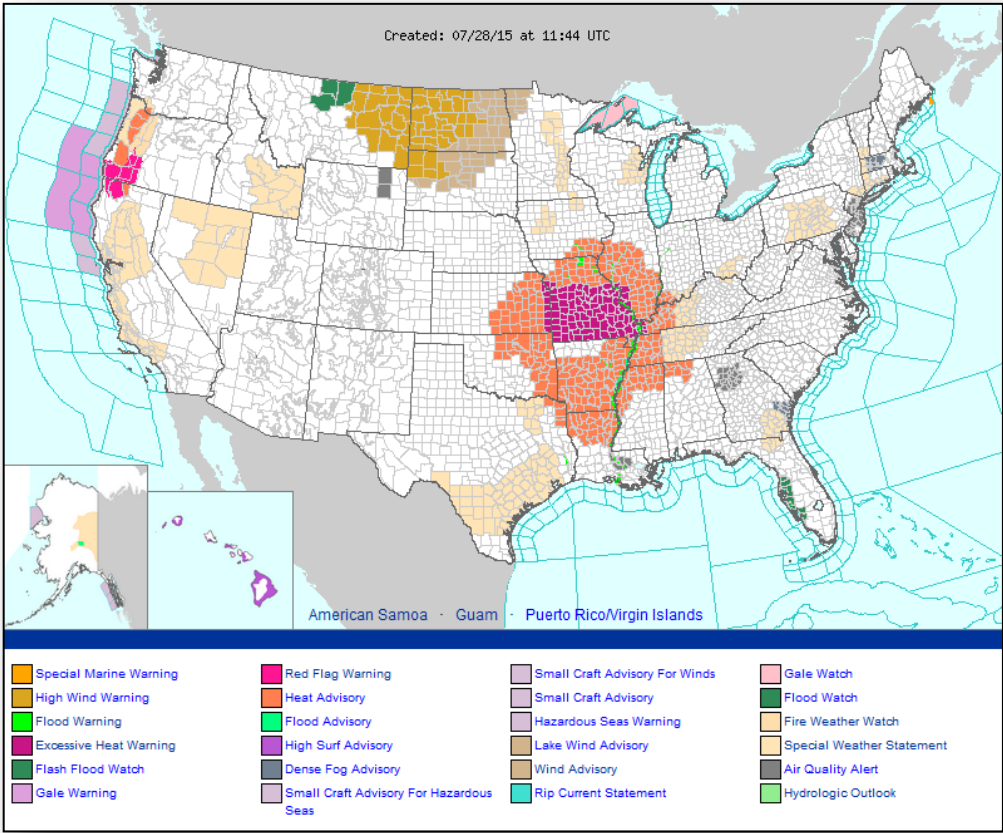 Created: 07/28/15 at 11:44 UTC
American Samoa · Guam · Puerto Rico/Virgin Islands
Special Marine Warning
High Wind Warning
Flood Warning
Excessive Heat Warning
Flash Flood Watch
Gale Warning
Red Flag Warning
Heat Advisory
Flood Advisory
High Surf Advisory
Dense Fog Advisory
Small Craft Advisory For Hazardous
Seas
Small Craft Advisory For Winds
Small Craft Advisory
Hazardous Seas Warning
Lake Wind Advisory
Wind Advisory
Rip Current Statement
Gale Watch
Flood Watch
Fire Weather Watch
Special Weather Statement
Air Quality Alert
Hydrologic Outlook